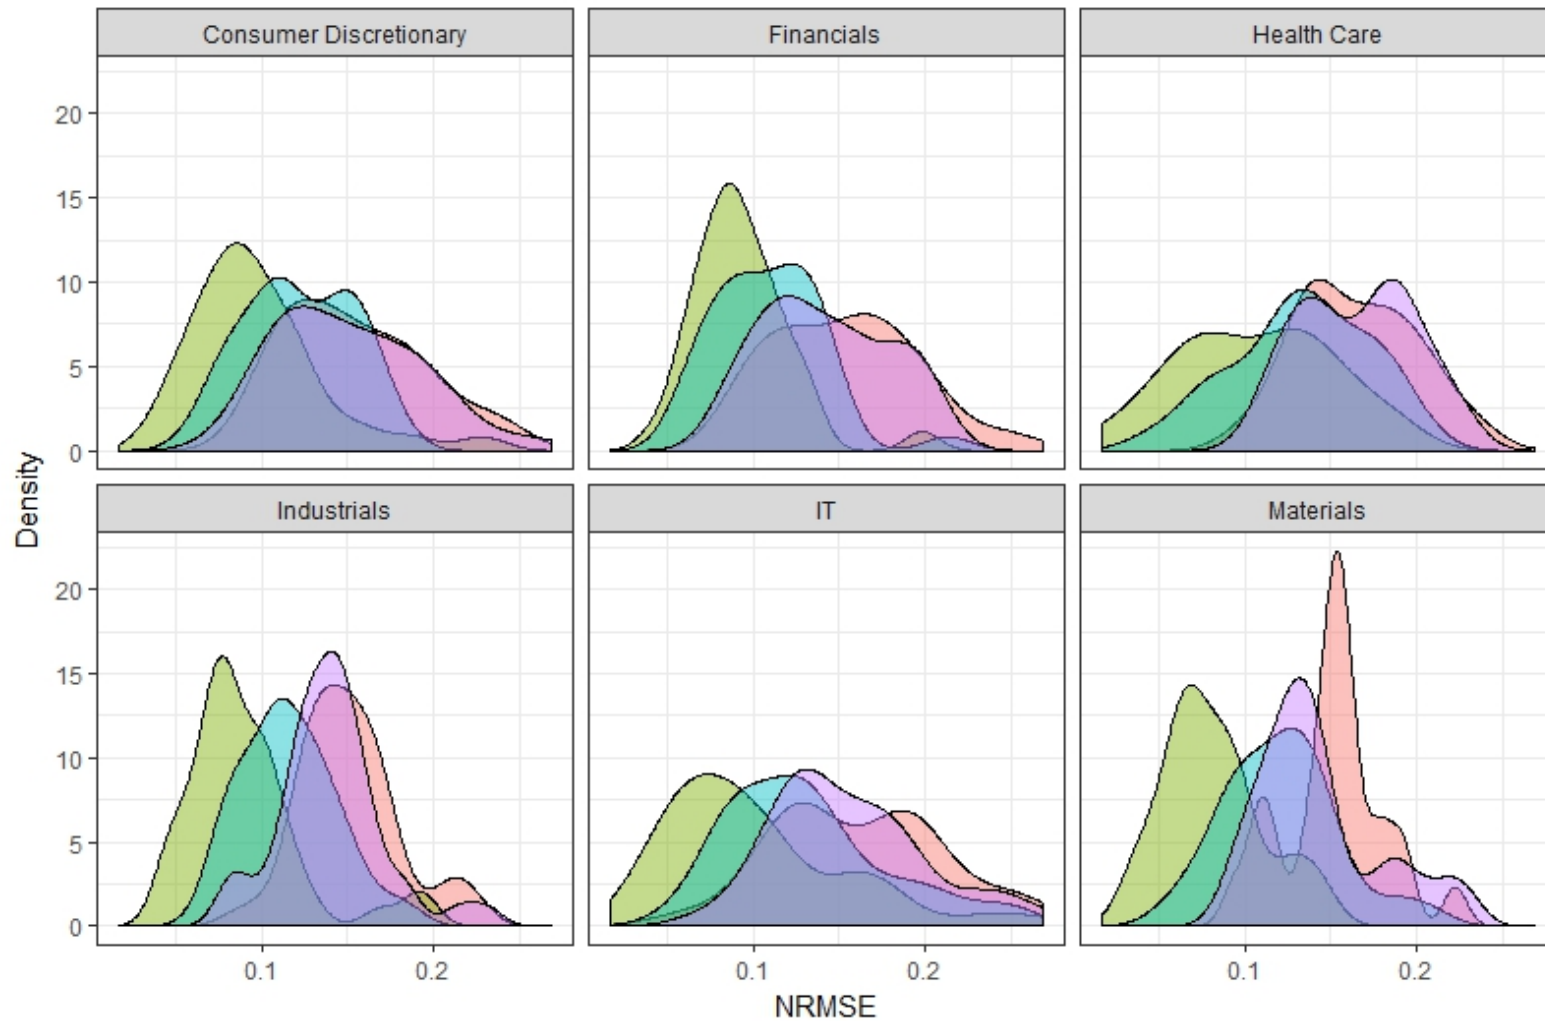 Consumer Discretionary
Financials
Health Care
20
15
10
5
0
Density
Industrials
IT
Materials
20
15
10
5
0
0.1
0.2
0.1
0.2
0.1
0.2
NRMSE